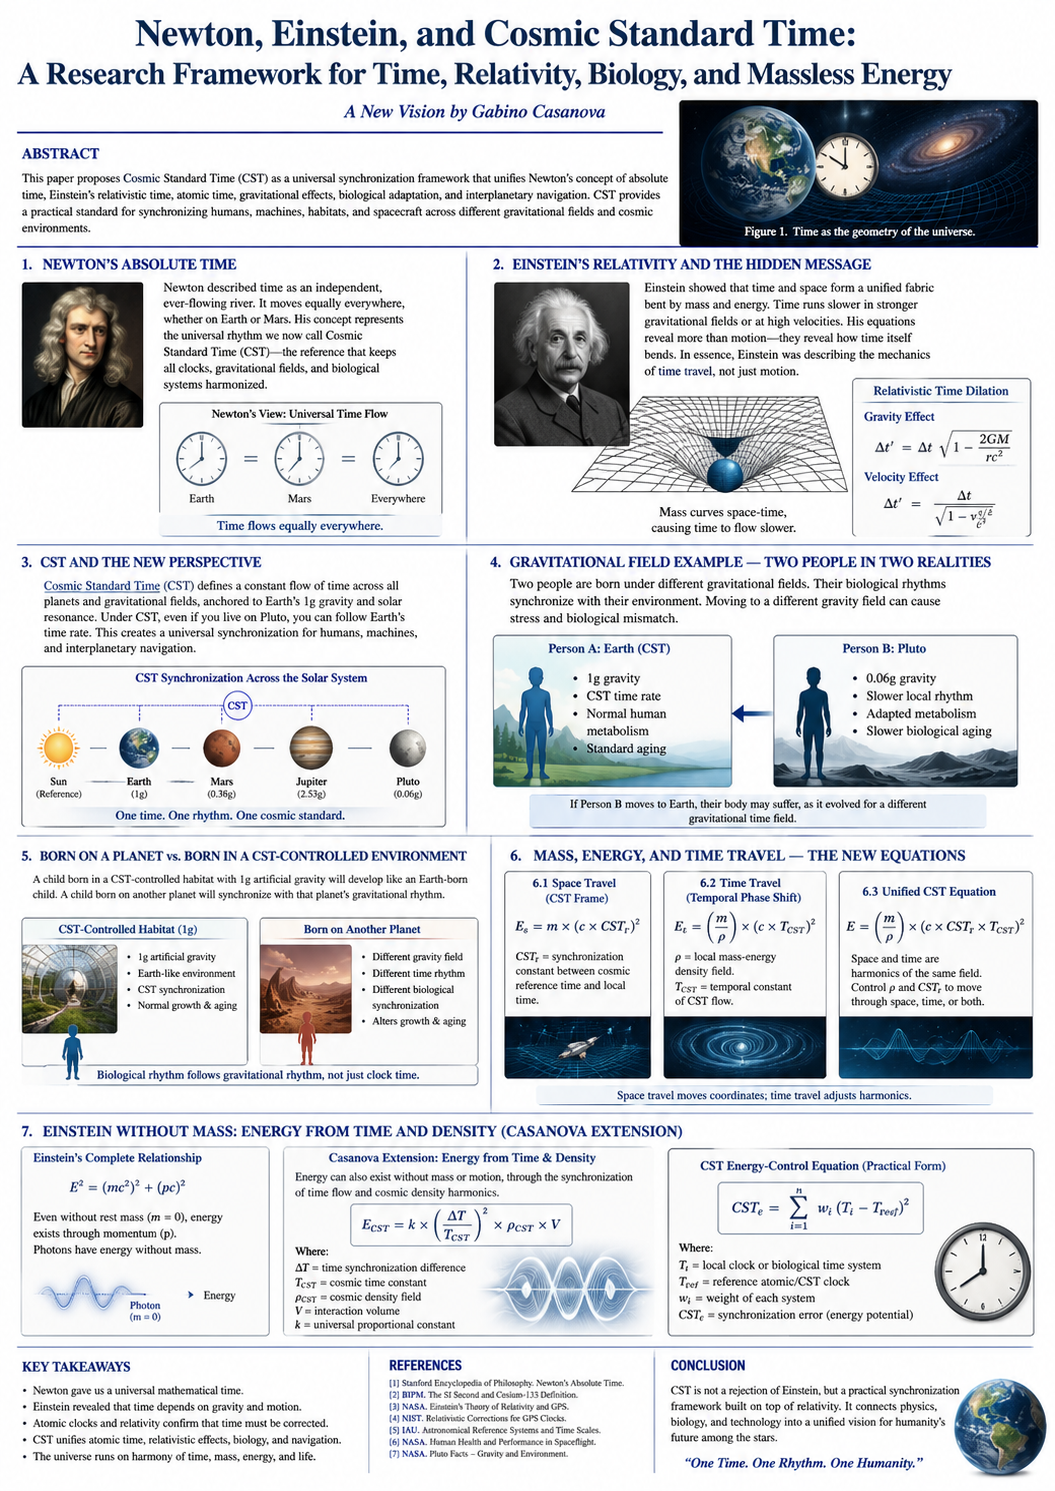 Newton, Einstein, and Cosmic Standard Time:
A Research Framework for Time, Relativity, Biology, and Massless Energy
A New Vision by Gabino Casanova
ABSTRACT
This paper proposes Cosmic Standard Time (CST) as a universal synchronization framework that unifies Newton's concept of absolute
time, Einstein's relativistic time, atomic time, gravitational effects, biological adaptation, and interplanetary navigation. CST provides
a practical standard for synchronizing humans, machines, habitats, and spacecraft across different gravitational fields and cosmic
environments.
Figure 1. Time as the geometry of the universe.
1. NEWTON'S ABSOLUTE TIME
Newton described time as an independent,
ever-flowing river. It moves equally everywhere,
whether on Earth or Mars. His concept represents
the universal rhythm we now call Cosmic
Standard Time (CST)—the reference that keeps
all clocks, gravitational fields, and biological
systems harmonized.
Newton's View: Universal Time Flow
= =
Earth Mars Everywhere
Time flows equally everywhere.
2. EINSTEIN'S RELATIVITY AND THE HIDDEN MESSAGE
Einstein showed that time and space form a unified fabric
bent by mass and energy. Time runs slower in stronger
gravitational fields or at high velocities. His equations
reveal more than motion—they reveal how time itself
bends. In essence, Einstein was describing the mechanics
of time travel, not just motion.
Mass curves space-time,
causing time to flow slower.
Relativistic Time Dilation
Gravity Effect
Δt′ = Δt √(1 − 2GM/rc²)
Velocity Effect
Δt′ = Δt
3. CST AND THE NEW PERSPECTIVE
Cosmic Standard Time (CST) defines a constant flow of time across all
planets and gravitational fields, anchored to Earth's 1g gravity and solar
resonance. Under CST, even if you live on Pluto, you can follow Earth's
time rate. This creates a universal synchronization for humans, machines,
and interplanetary navigation.
CST Synchronization Across the Solar System
CST
Sun Earth Mars Jupiter Pluto
(Reference) (1g) (0.36g) (2.53g) (0.06g)
One time. One rhythm. One cosmic standard.
4. GRAVITATIONAL FIELD EXAMPLE — TWO PEOPLE IN TWO REALITIES
Two people are born under different gravitational fields. Their biological rhythms
synchronize with their environment. Moving to a different gravity field can cause
stress and biological mismatch.
Person A: Earth (CST)
• 1g gravity
• CST time rate
• Normal human
metabolism
• Standard aging
Person B: Pluto
• 0.06g gravity
• Slower local rhythm
• Adapted metabolism
• Slower biological aging
If Person B moves to Earth, their body may suffer, as it evolved for a different
gravitational time field.
5. BORN ON A PLANET vs. BORN IN A CST-CONTROLLED ENVIRONMENT
A child born in a CST-controlled habitat with 1g artificial gravity will develop like an Earth-born
child. A child born on another planet will synchronize with that planet's gravitational rhythm.
CST-Controlled Habitat (1g)
• 1g artificial gravity
• Earth-like environment
• CST synchronization
• Normal growth & aging
Born on Another Planet
• Different gravity field
• Different time rhythm
• Different biological
synchronization
• Alters growth & aging
Biological rhythm follows gravitational rhythm, not just clock time.
6. MASS, ENERGY, AND TIME TRAVEL — THE NEW EQUATIONS
6.1 Space Travel
(CST Frame)
Eₛ = m × (c × CSTᵣ)²
CSTᵣ = synchronization
constant between cosmic
reference time and local
time.
6.2 Time Travel
(Temporal Phase Shift)
Eₜ = (m/ρ) × (c × T_CST)²
ρ = local mass-energy
density field.
T_CST = temporal constant
of CST flow.
6.3 Unified CST Equation
E = (m/ρ) × (c × CSTᵣ × T_CST)²
Space and time are
harmonics of the same field.
Control ρ and CSTᵣ to move
through space, time, or both.
Space travel moves coordinates; time travel adjusts harmonics.
7. EINSTEIN WITHOUT MASS: ENERGY FROM TIME AND DENSITY (CASANOVA EXTENSION)
Einstein's Complete Relationship
E² = (mc²)² + (pc)²
Even without rest mass (m = 0), energy
exists through momentum (p).
Photons have energy without mass.
Photon
(m = 0)
Energy
Casanova Extension: Energy from Time & Density
Energy can also exist without mass or motion, through the synchronization
of time flow and cosmic density harmonics.
E_CST = k × (ΔT/T_CST)² × ρ_CST × V
Where:
ΔT = time synchronization difference
T_CST = cosmic time constant
ρ_CST = cosmic density field
V = interaction volume
k = universal proportional constant
CST Energy-Control Equation (Practical Form)
CSTₑ = Σ(i=1 to n) wᵢ (Tᵢ − T_ref)²
Where:
Tᵢ = local clock or biological time system
T_ref = reference atomic/CST clock
wᵢ = weight of each system
CSTₑ = synchronization error (energy potential)
KEY TAKEAWAYS
• Newton gave us a universal mathematical time.
• Einstein revealed that time depends on gravity and motion.
• Atomic clocks and relativity confirm that time must be corrected.
• CST unifies atomic time, relativistic effects, biology, and navigation.
• The universe runs on harmony of time, mass, energy, and life.
REFERENCES
[1] Stanford Encyclopedia of Philosophy. Newton's Absolute Time.
[2] BIPM. The SI Second and Cesium-133 Definition.
[3] NASA. Einstein's Theory of Relativity and GPS.
[4] NIST. Relativistic Corrections for GPS Clocks.
[5] IAU. Astronomical Reference Systems and Time Scales.
[6] NASA. Human Health and Performance in Spaceflight.
[7] NASA. Pluto Facts – Gravity and Environment.
CONCLUSION
CST is not a rejection of Einstein, but a practical synchronization
framework built on top of relativity. It connects physics,
biology, and technology into a unified vision for humanity's
future among the stars.
"One Time. One Rhythm. One Humanity."